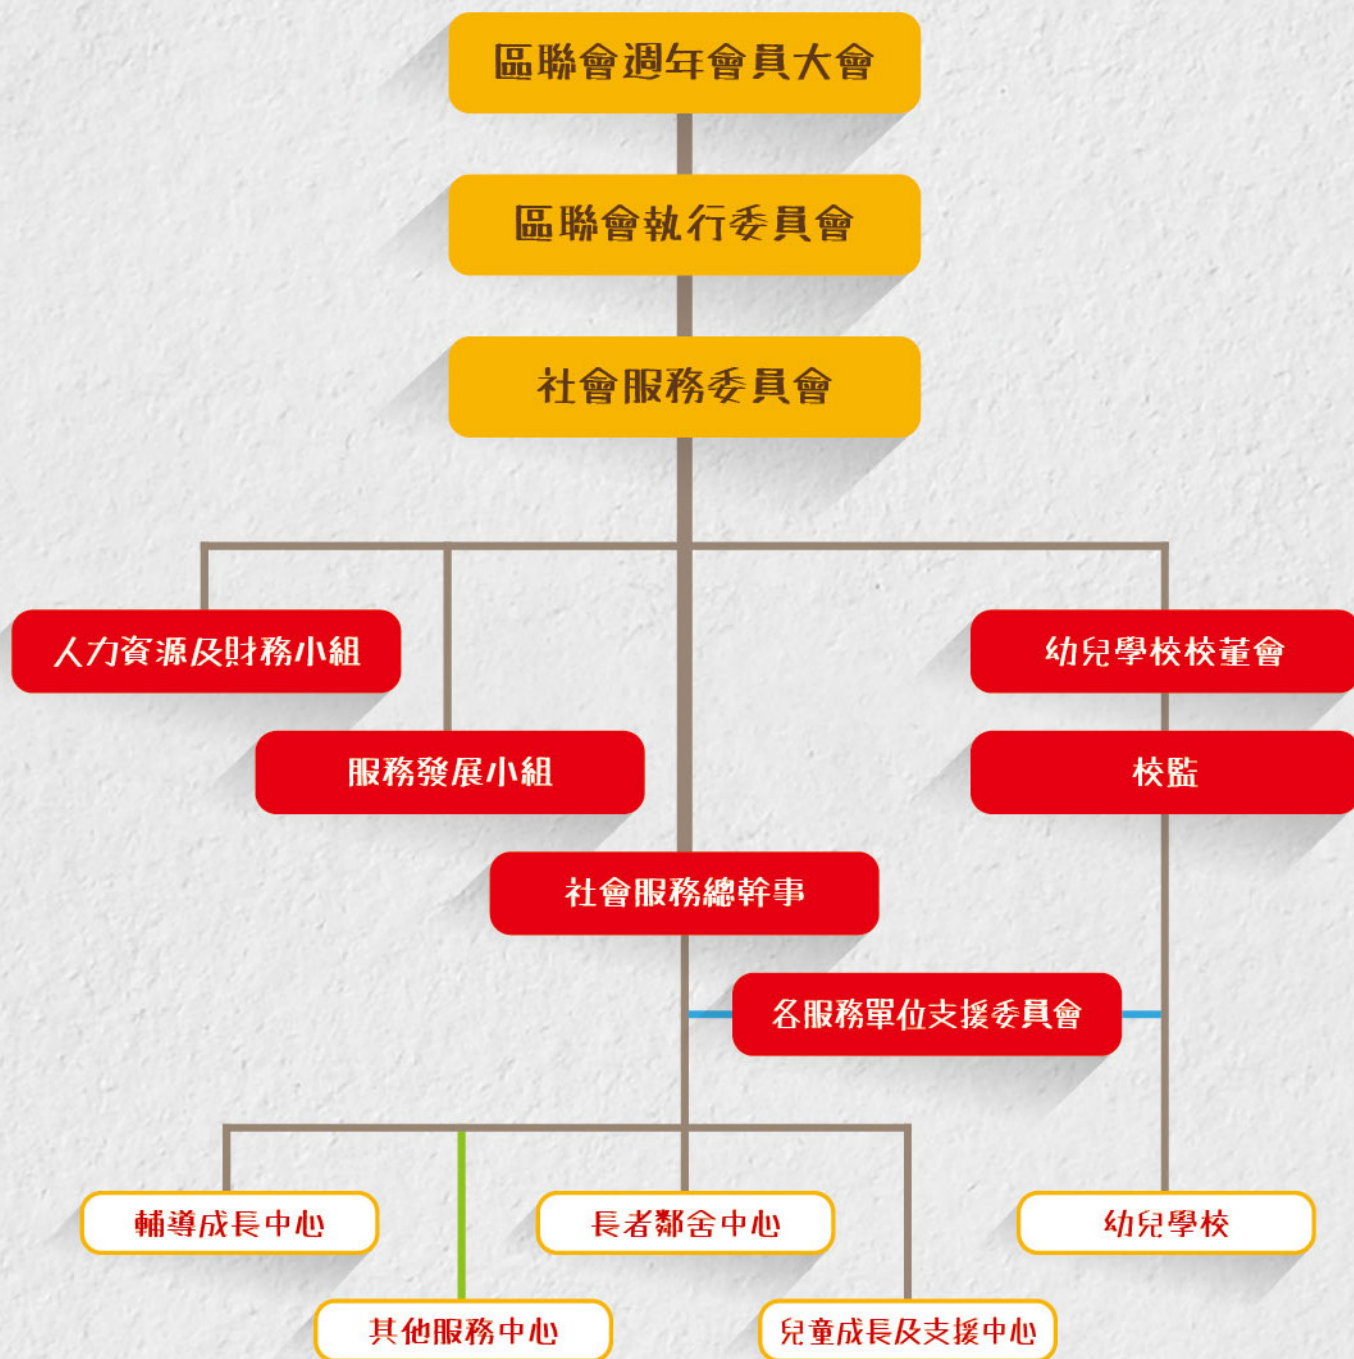 區聯會週年會員大會
區聯會執行委員會
社會服務委員會
人力資源及財務小組
幼兒學校校董會
服務發展小組
校監
社會服務總幹事
各服務單位支援委員會
輔導成長中心
長者鄰舍中心
幼兒學校
其他服務中心
兒童成長及支援中心